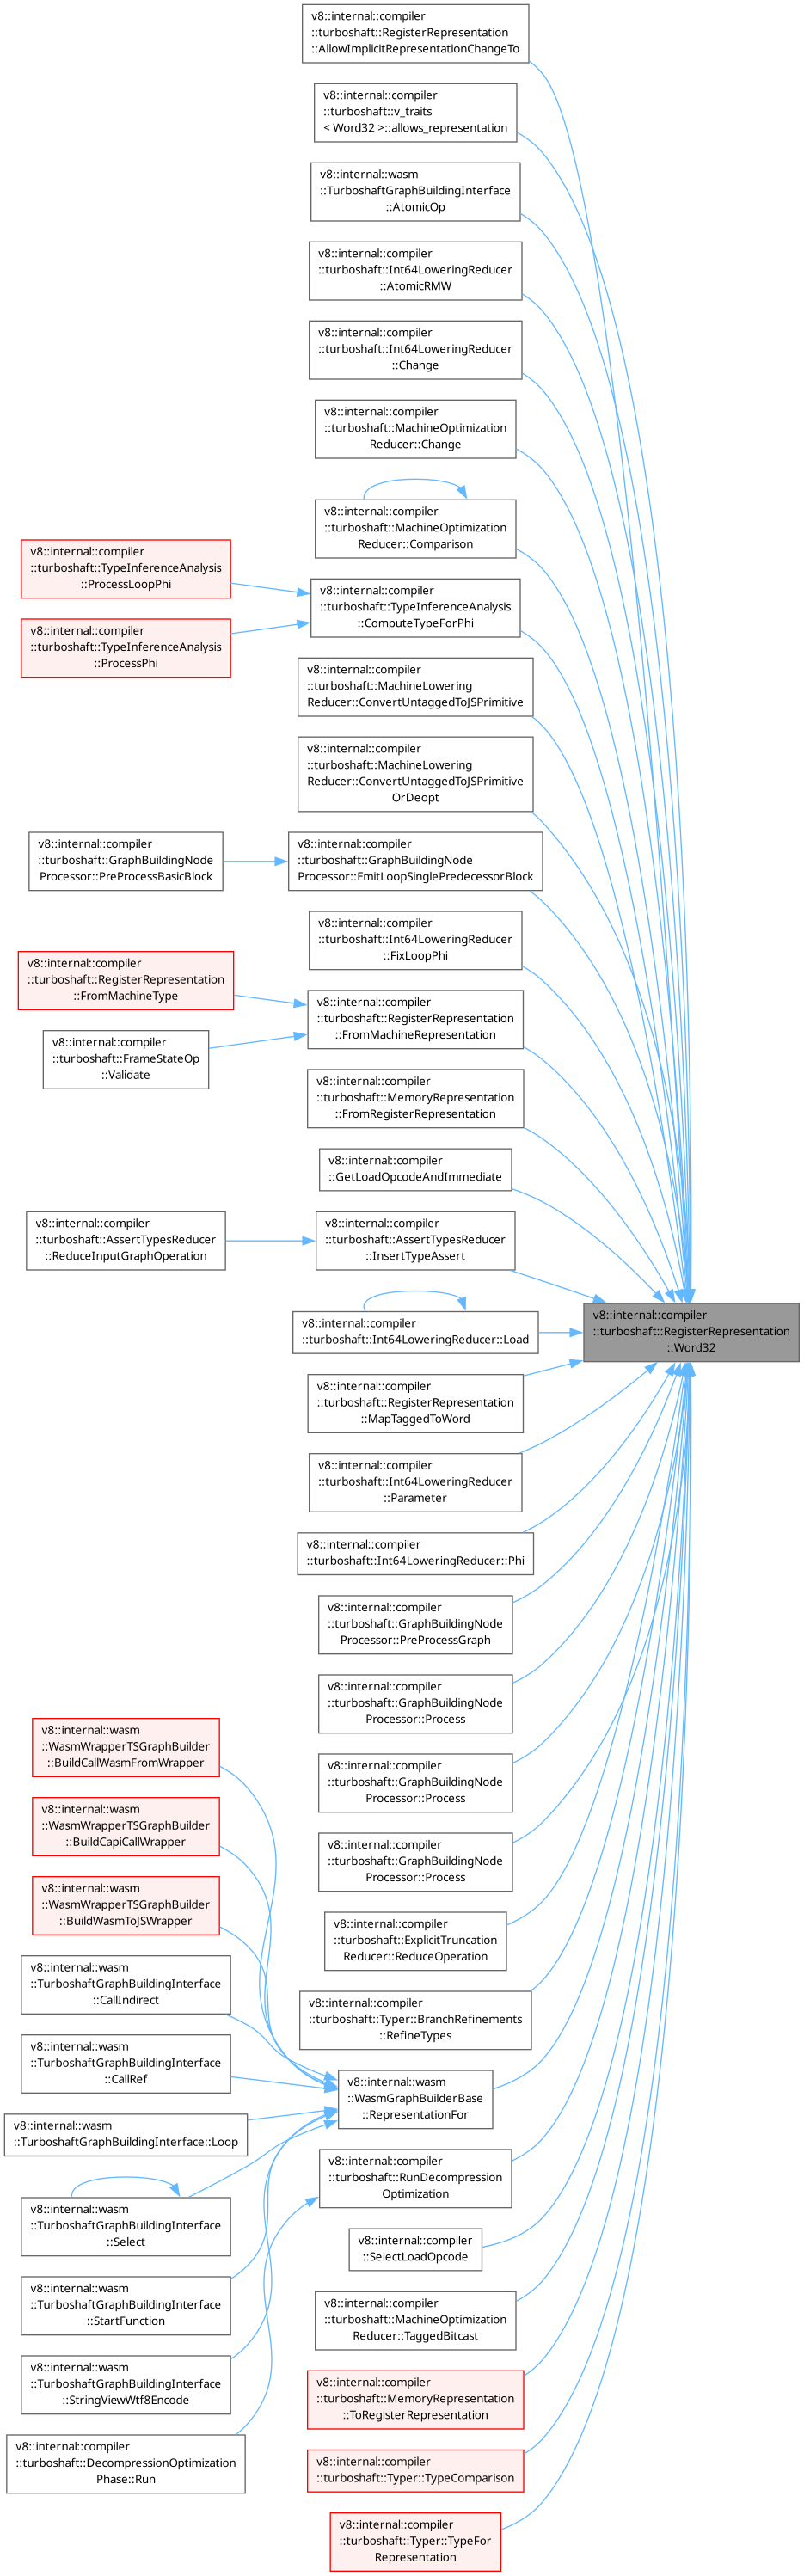 v8::internal::compiler
::turboshaft::RegisterRepresentation
::AllowImplicitRepresentationChangeTo
v8::internal::compiler
::turboshaft::v_traits
< Word32 >::allows_representation
v8::internal::wasm
::TurboshaftGraphBuildingInterface
::AtomicOp
v8::internal::compiler
::turboshaft::Int64LoweringReducer
::AtomicRMW
v8::internal::compiler
::turboshaft::Int64LoweringReducer
::Change
v8::internal::compiler
::turboshaft::MachineOptimization
Reducer::Change
v8::internal::compiler
::turboshaft::MachineOptimization
Reducer::Comparison
v8::internal::compiler
::turboshaft::TypeInferenceAnalysis
::ProcessLoopPhi
v8::internal::compiler
::turboshaft::TypeInferenceAnalysis
::ComputeTypeForPhi
v8::internal::compiler
::turboshaft::TypeInferenceAnalysis
::ProcessPhi
v8::internal::compiler
::turboshaft::MachineLowering
Reducer::ConvertUntaggedToJSPrimitive
v8::internal::compiler
::turboshaft::MachineLowering
Reducer::ConvertUntaggedToJSPrimitive
OrDeopt
v8::internal::compiler
::turboshaft::GraphBuildingNode
Processor::PreProcessBasicBlock
v8::internal::compiler
::turboshaft::GraphBuildingNode
Processor::EmitLoopSinglePredecessorBlock
v8::internal::compiler
::turboshaft::Int64LoweringReducer
::FixLoopPhi
v8::internal::compiler
::turboshaft::RegisterRepresentation
::FromMachineType
v8::internal::compiler
::turboshaft::RegisterRepresentation
::FromMachineRepresentation
v8::internal::compiler
::turboshaft::FrameStateOp
::Validate
v8::internal::compiler
::turboshaft::MemoryRepresentation
::FromRegisterRepresentation
v8::internal::compiler
::GetLoadOpcodeAndImmediate
v8::internal::compiler
::turboshaft::AssertTypesReducer
::ReduceInputGraphOperation
v8::internal::compiler
::turboshaft::AssertTypesReducer
::InsertTypeAssert
v8::internal::compiler
::turboshaft::RegisterRepresentation
::Word32
v8::internal::compiler
::turboshaft::Int64LoweringReducer::Load
v8::internal::compiler
::turboshaft::RegisterRepresentation
::MapTaggedToWord
v8::internal::compiler
::turboshaft::Int64LoweringReducer
::Parameter
v8::internal::compiler
::turboshaft::Int64LoweringReducer::Phi
v8::internal::compiler
::turboshaft::GraphBuildingNode
Processor::PreProcessGraph
v8::internal::compiler
::turboshaft::GraphBuildingNode
Processor::Process
v8::internal::compiler
::turboshaft::GraphBuildingNode
Processor::Process
v8::internal::compiler
::turboshaft::GraphBuildingNode
Processor::Process
v8::internal::compiler
::turboshaft::ExplicitTruncation
Reducer::ReduceOperation
v8::internal::compiler
::turboshaft::Typer::BranchRefinements
::RefineTypes
v8::internal::wasm
::WasmWrapperTSGraphBuilder
::BuildCallWasmFromWrapper
v8::internal::wasm
::WasmWrapperTSGraphBuilder
::BuildCapiCallWrapper
v8::internal::wasm
::WasmWrapperTSGraphBuilder
::BuildWasmToJSWrapper
v8::internal::wasm
::TurboshaftGraphBuildingInterface
::CallIndirect
v8::internal::wasm
::TurboshaftGraphBuildingInterface
::CallRef
v8::internal::wasm
::WasmGraphBuilderBase
::RepresentationFor
v8::internal::wasm
::TurboshaftGraphBuildingInterface::Loop
v8::internal::wasm
::TurboshaftGraphBuildingInterface
::Select
v8::internal::wasm
::TurboshaftGraphBuildingInterface
::StartFunction
v8::internal::wasm
::TurboshaftGraphBuildingInterface
::StringViewWtf8Encode
v8::internal::compiler
::turboshaft::DecompressionOptimization
Phase::Run
v8::internal::compiler
::turboshaft::RunDecompression
Optimization
v8::internal::compiler
::SelectLoadOpcode
v8::internal::compiler
::turboshaft::MachineOptimization
Reducer::TaggedBitcast
v8::internal::compiler
::turboshaft::MemoryRepresentation
::ToRegisterRepresentation
v8::internal::compiler
::turboshaft::Typer::TypeComparison
v8::internal::compiler
::turboshaft::Typer::TypeFor
Representation